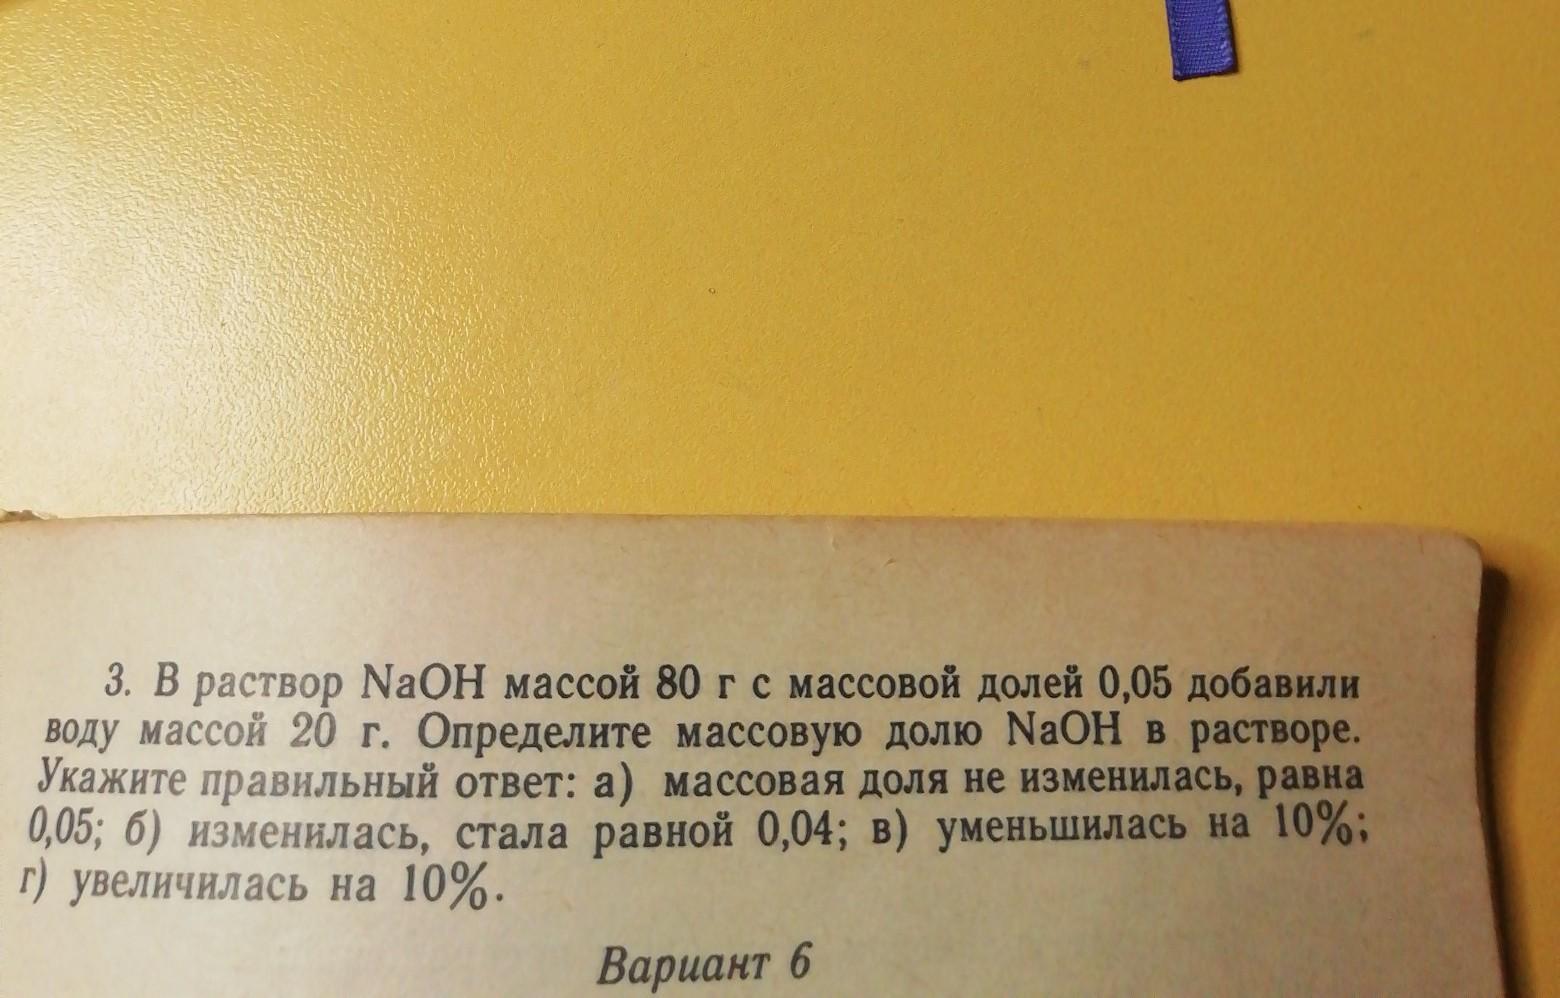 3. В раствор NaOH массой 80 г с массовой долей 0,05 добавили
воду массой 20 г. Определите массовую долю NaOH в растворе.
Укажите правильный ответ: а) массовая доля не изменилась, равна
0,05; б) изменилась, стала равной 0,04; в) уменьшилась на 10%;
г) увеличилась на 10%.
Вариант 6